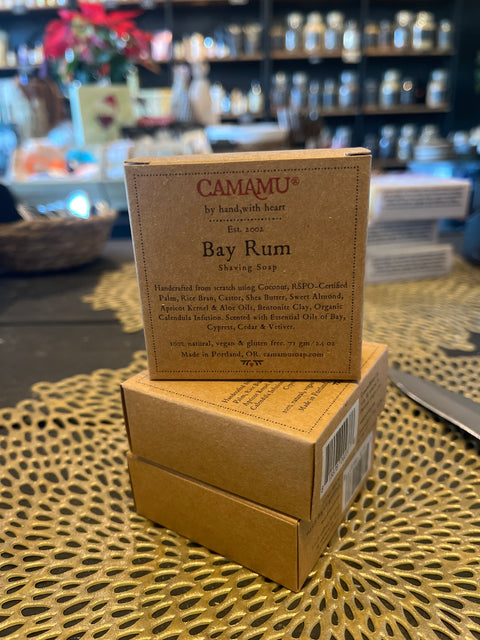 CAMAMU®
by hand, with heart
Est. 2002
Bay Rum
Shaving Soap
Handcrafted from scratch using Coconut, RSPO-Certified
Palm, Rice Bran, Castor, Shea Butter, Sweet Almond,
Apricot Kernel & Aloe Oils, Bentonite Clay, Organic
Calendula Infusion. Scented with Essential Oils of Bay,
Cypress, Cedar & Vetiver.
100% natural, vegan & gluten free. 71 gm/2.4 oz
Made in Portland, OR. camamusoap.com